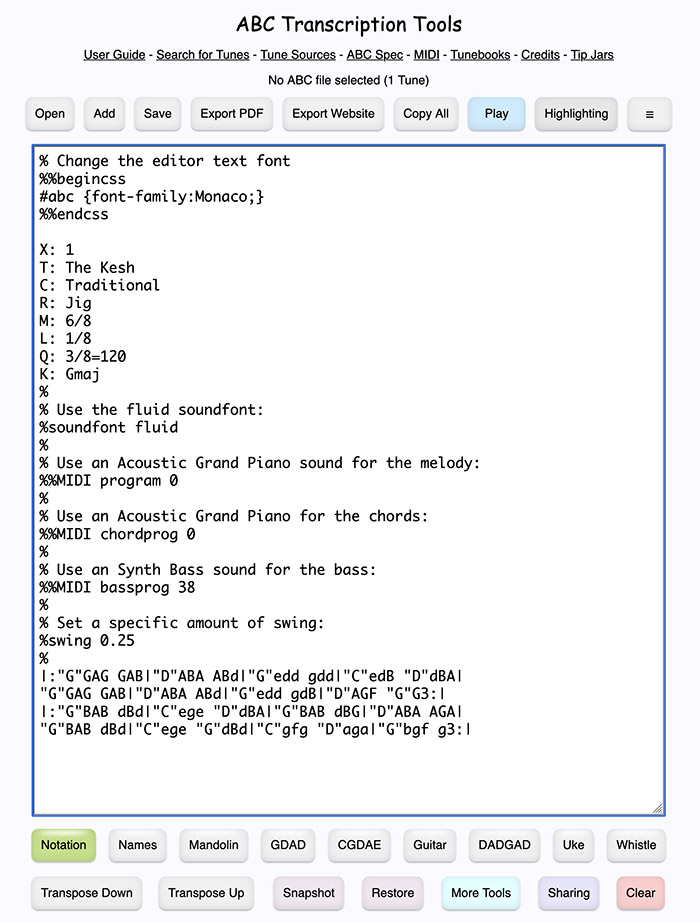 ABC Transcription Tools
User Guide - Search for Tunes - Tune Sources - ABC Spec - MIDI - Tunebooks - Credits - Tip Jars
No ABC file selected (1 Tune)
Open Add Save Export PDF Export Website Copy All Play Highlighting ≡
% Change the editor text font
%%begincss
#abc {font-family:Monaco;}
%%endcss
X: 1
T: The Kesh
C: Traditional
R: Jig
M: 6/8
L: 1/8
Q: 3/8=120
K: Gmaj
%
% Use the fluid soundfont:
%soundfont fluid
%
% Use an Acoustic Grand Piano sound for the melody:
%%MIDI program 0
%
% Use an Acoustic Grand Piano for the chords:
%%MIDI chordprog 0
%
% Use an Synth Bass sound for the bass:
%%MIDI bassprog 38
%
% Set a specific amount of swing:
%swing 0.25
%
|:"G"GAG GAB|"D"ABA ABd|"G"edd gdd|"C"edB "D"dBA|
"G"GAG GAB|"D"ABA ABd|"G"edd gdB|"D"AGF "G"G3:|
|:"G"BAB dBd|"C"ege "D"dBA|"G"BAB dBG|"D"ABA AGA|
"G"BAB dBd|"C"ege "G"dBd|"C"gfg "D"aga|"G"bgf g3:|
Notation Names Mandolin GDAD CGDAE Guitar DADGAD Uke Whistle
Transpose Down Transpose Up Snapshot Restore More Tools Sharing Clear